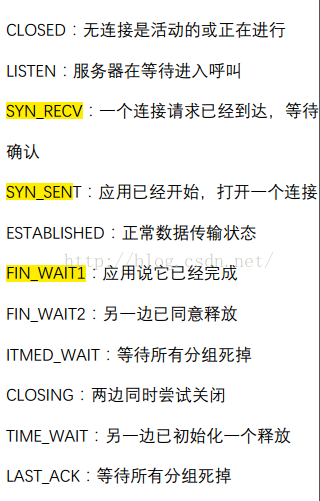 CLOSED：无连接是活动的或正在进行
LISTEN：服务器在等待进入呼叫
SYN_RECV：一个连接请求已经到达，等待
确认
SYN_SENT：应用已经开始，打开一个连接
ESTABLISHED：正常数据传输状态
http://blog.csdn.net/
FIN_WAIT1：应用说它已经完成
FIN_WAIT2：另一边已同意释放
ITMED_WAIT：等待所有分组死掉
CLOSING：两边同时尝试关闭
TIME_WAIT：另一边已初始化一个释放
LAST_ACK：等待所有分组死掉